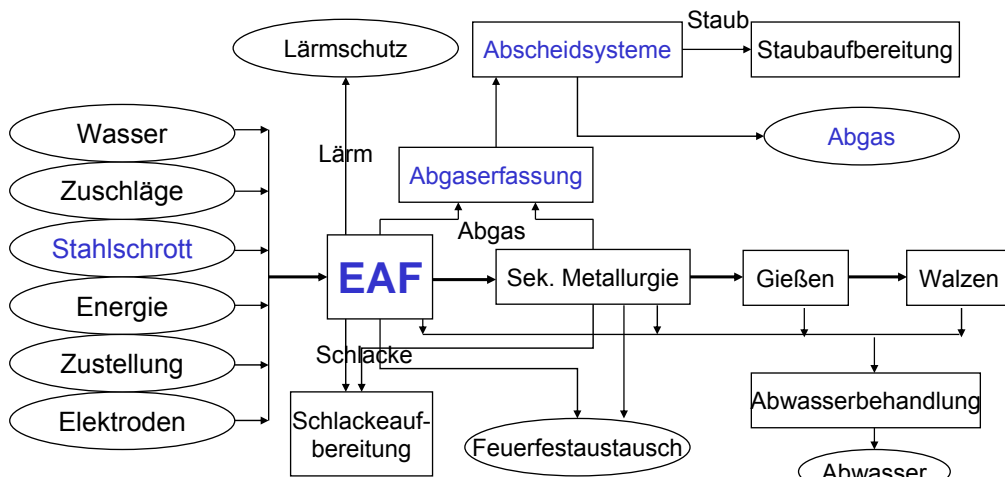 Staub
Lärmschutz
Abscheidsysteme
Staubaufbereitung
Wasser
Lärm
Abgas
Zuschläge
Abgaserfassung
Stahlschrott
Abgas
EAF
Sek. Metallurgie
Gießen
Walzen
Energie
Zustellung
Schlacke
Elektroden
Schlackeauf-
bereitung
Feuerfestaustausch
Abwasserbehandlung
Abwasser